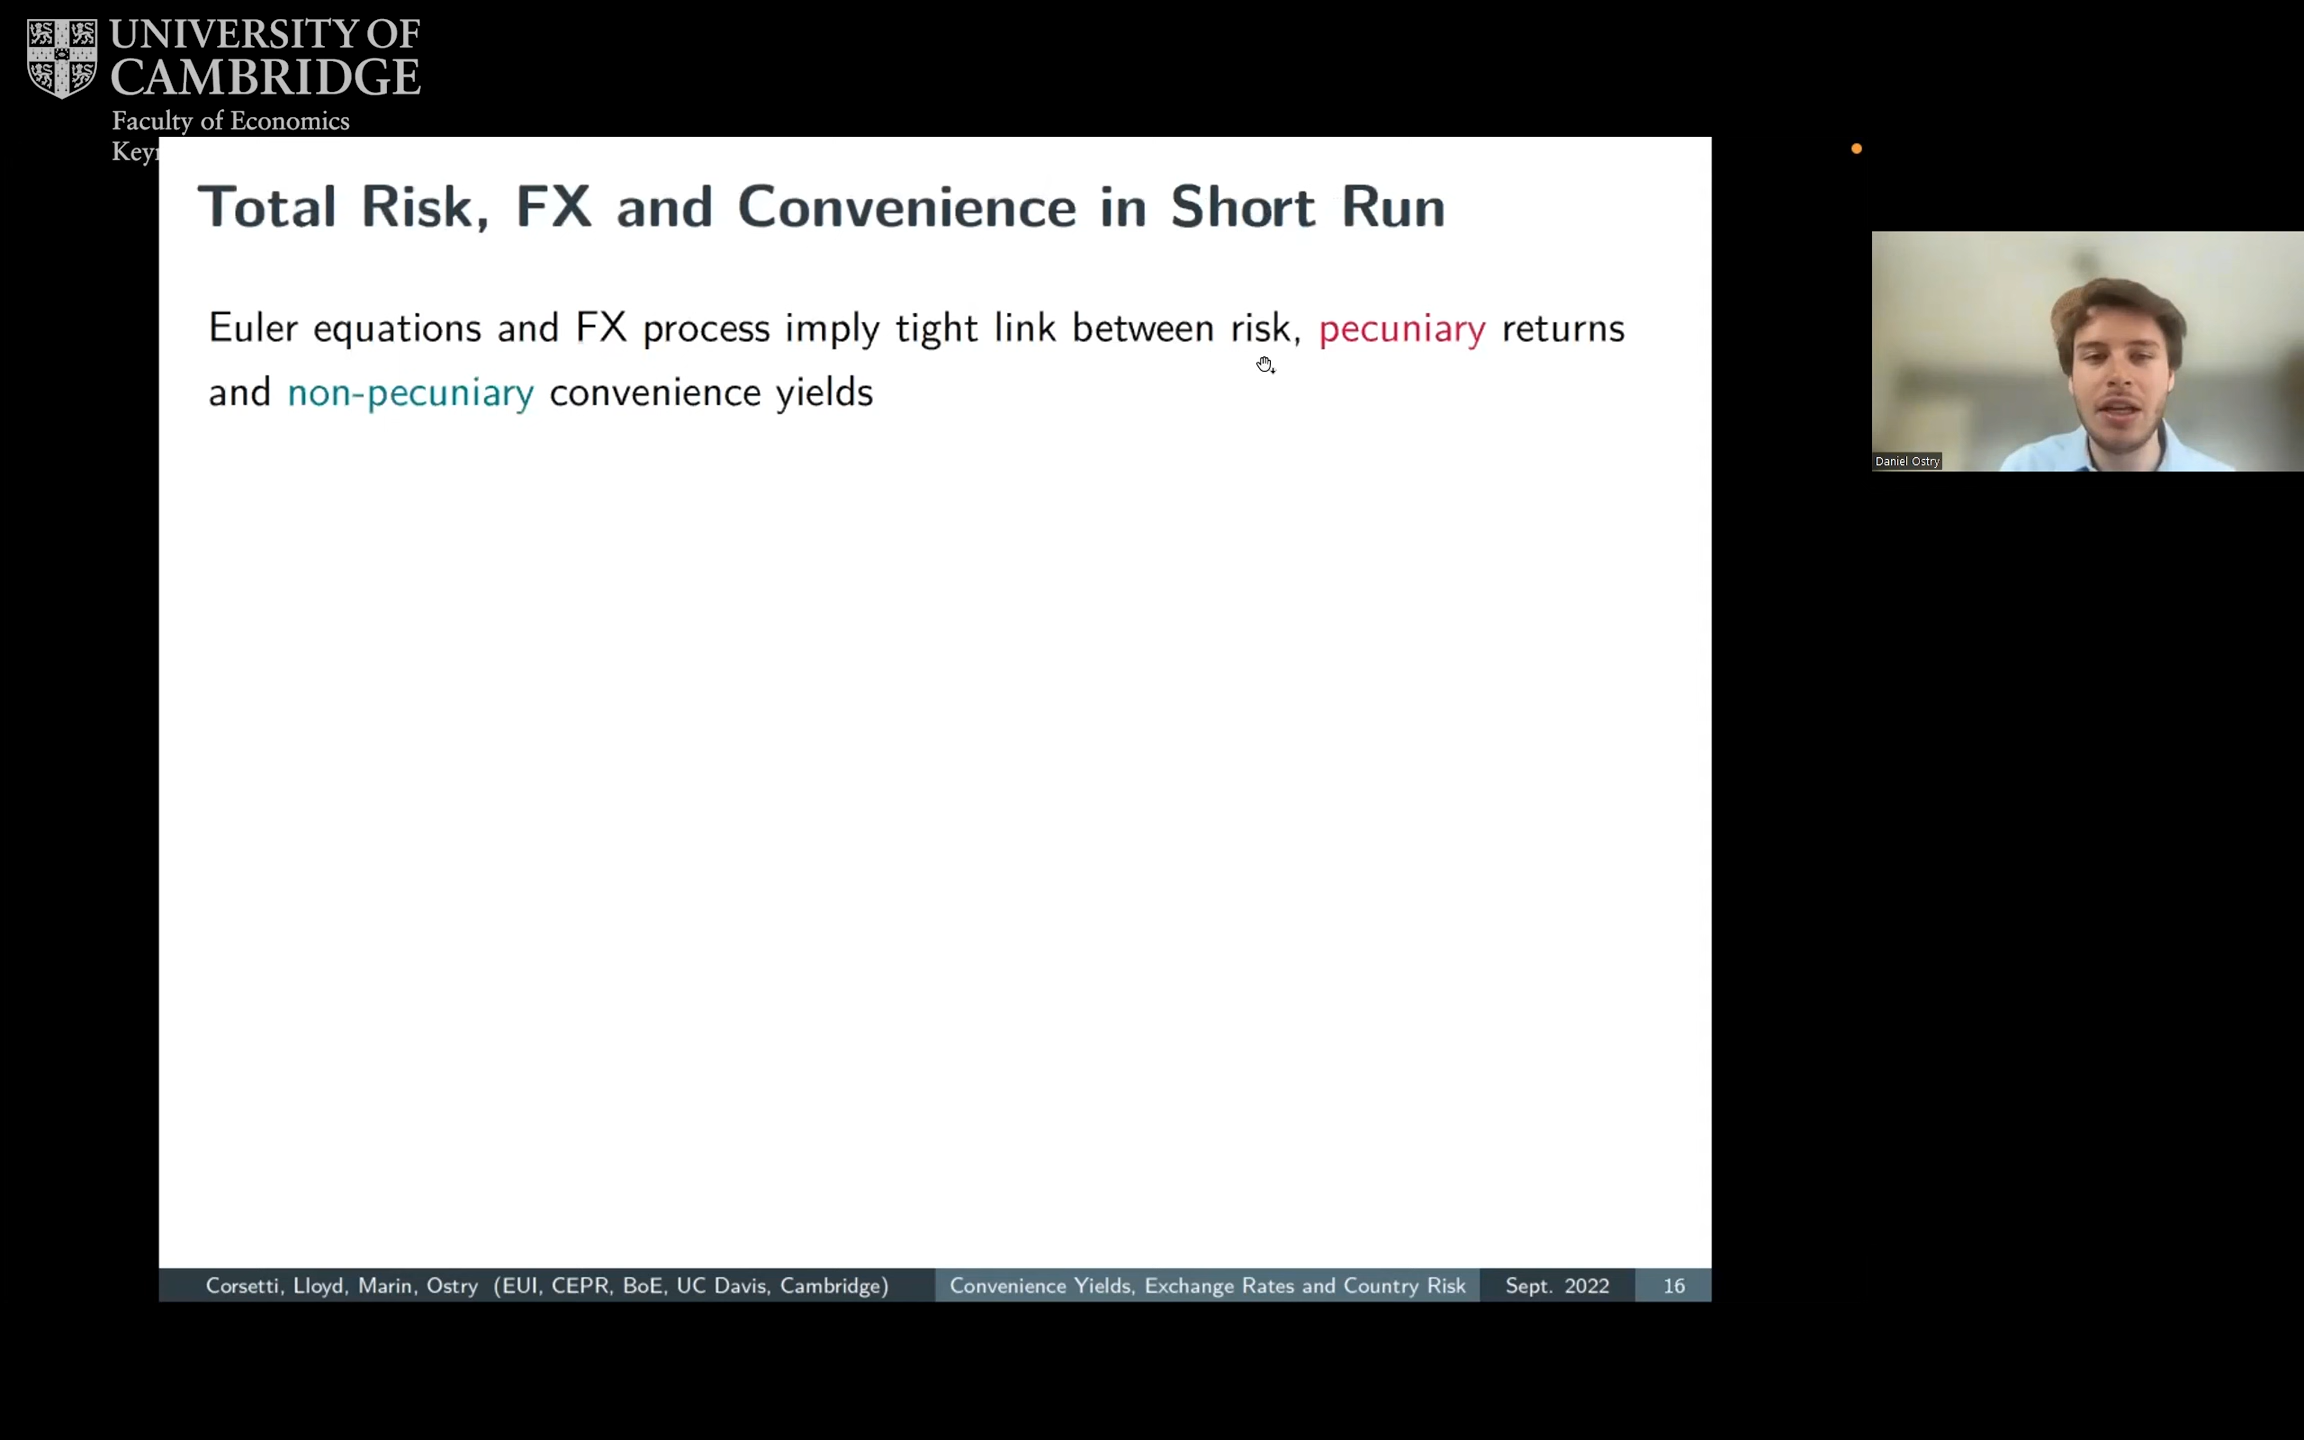 UNIVERSITY OF
CAMBRIDGE
Faculty of Economics
Total Risk, FX and Convenience in Short Run
Euler equations and FX process imply tight link between risk, pecuniary returns
and non-pecuniary convenience yields
Daniel Ostry
Corsetti, Lloyd, Marin, Ostry (EUI, CEPR, BoE, UC Davis, Cambridge) Convenience Yields, Exchange Rates and Country Risk Sept. 2022 16